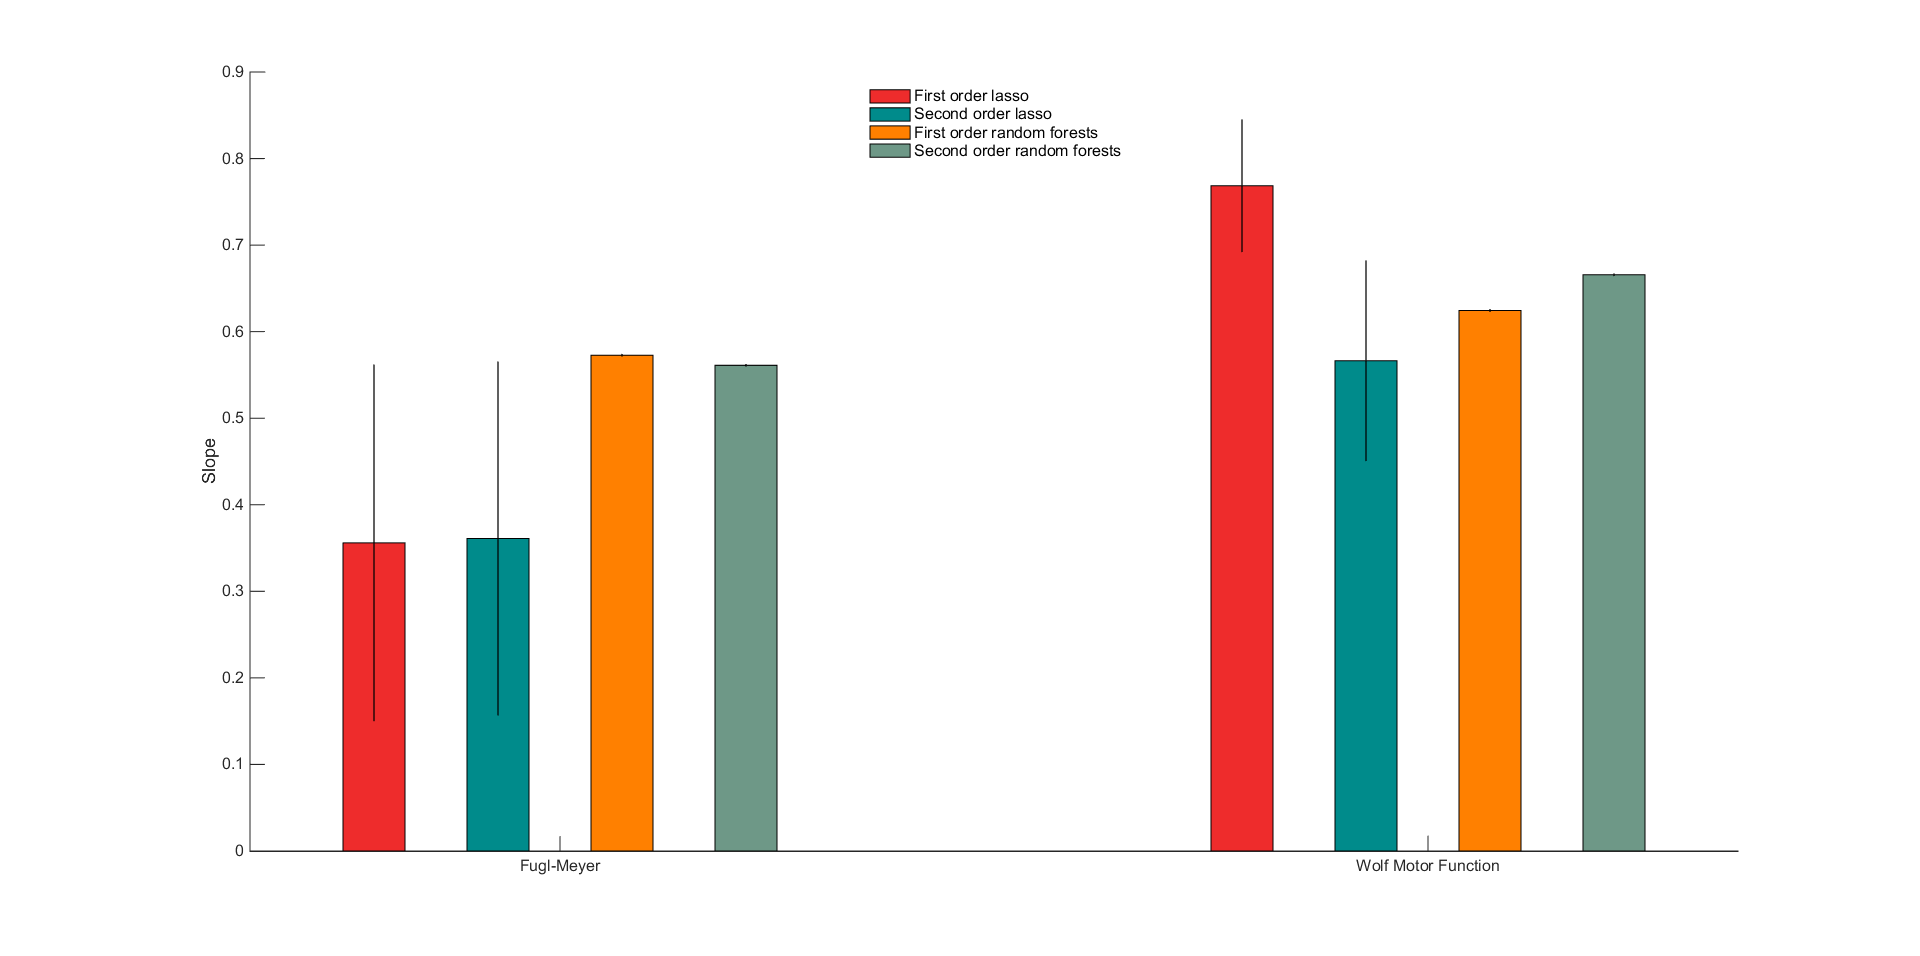 0.9
0.8
0.7
0.6
0.5
0.4
0.3
0.2
0.1
0
Slope
First order lasso
Second order lasso
First order random forests
Second order random forests
Fugl-Meyer
Wolf Motor Function